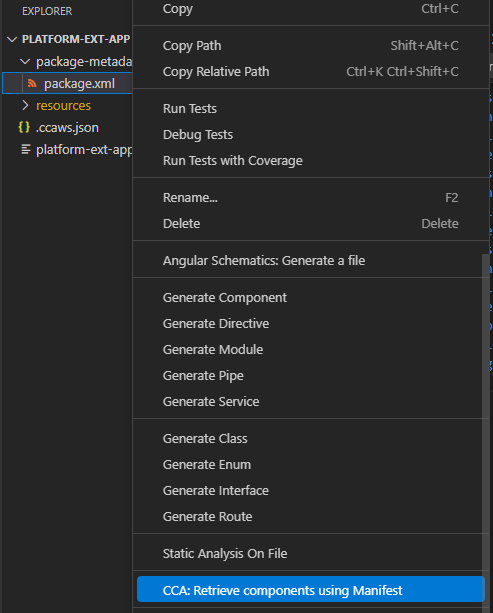 EXPLORER
PLATFORM-EXT-APP
package-metada
package.xml
resources
.ccaws.json
platform-ext-app
Copy Ctrl+C
Copy Path Shift+Alt+C
Copy Relative Path Ctrl+K Ctrl+Shift+C
Run Tests
Debug Tests
Run Tests with Coverage
Rename... F2
Delete Delete
Angular Schematics: Generate a file
Generate Component
Generate Directive
Generate Module
Generate Pipe
Generate Service
Generate Class
Generate Enum
Generate Interface
Generate Route
Static Analysis On File
CCA: Retrieve components using Manifest